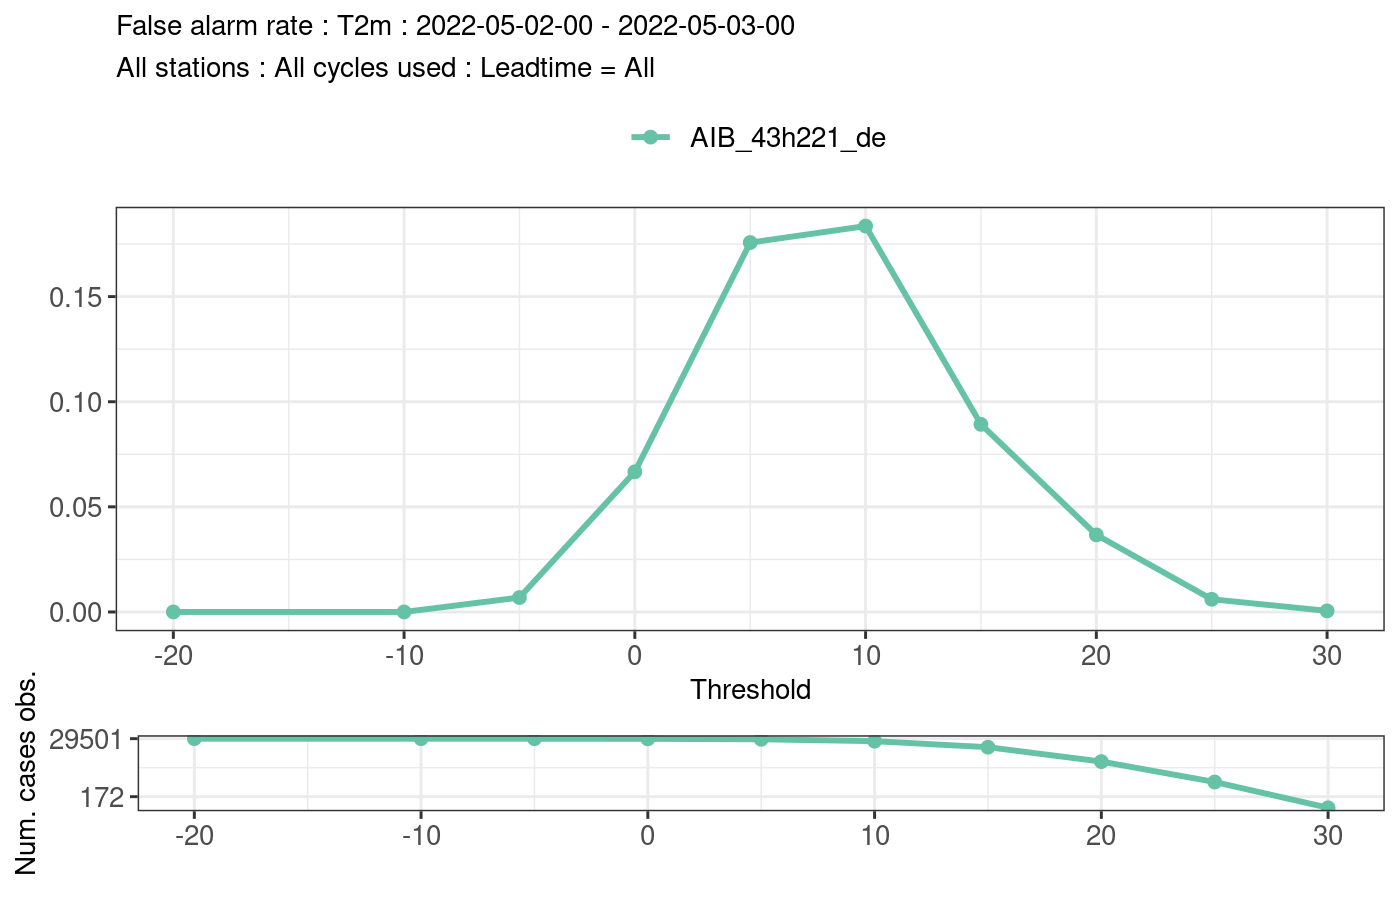 False alarm rate : T2m : 2022-05-02-00 - 2022-05-03-00
All stations : All cycles used : Leadtime = All
AIB_43h221_de
0.15
0.10
0.05
0.00
-20 -10 0 10 20 30
Threshold
Num. cases obs.
29501
172
-20 -10 0 10 20 30